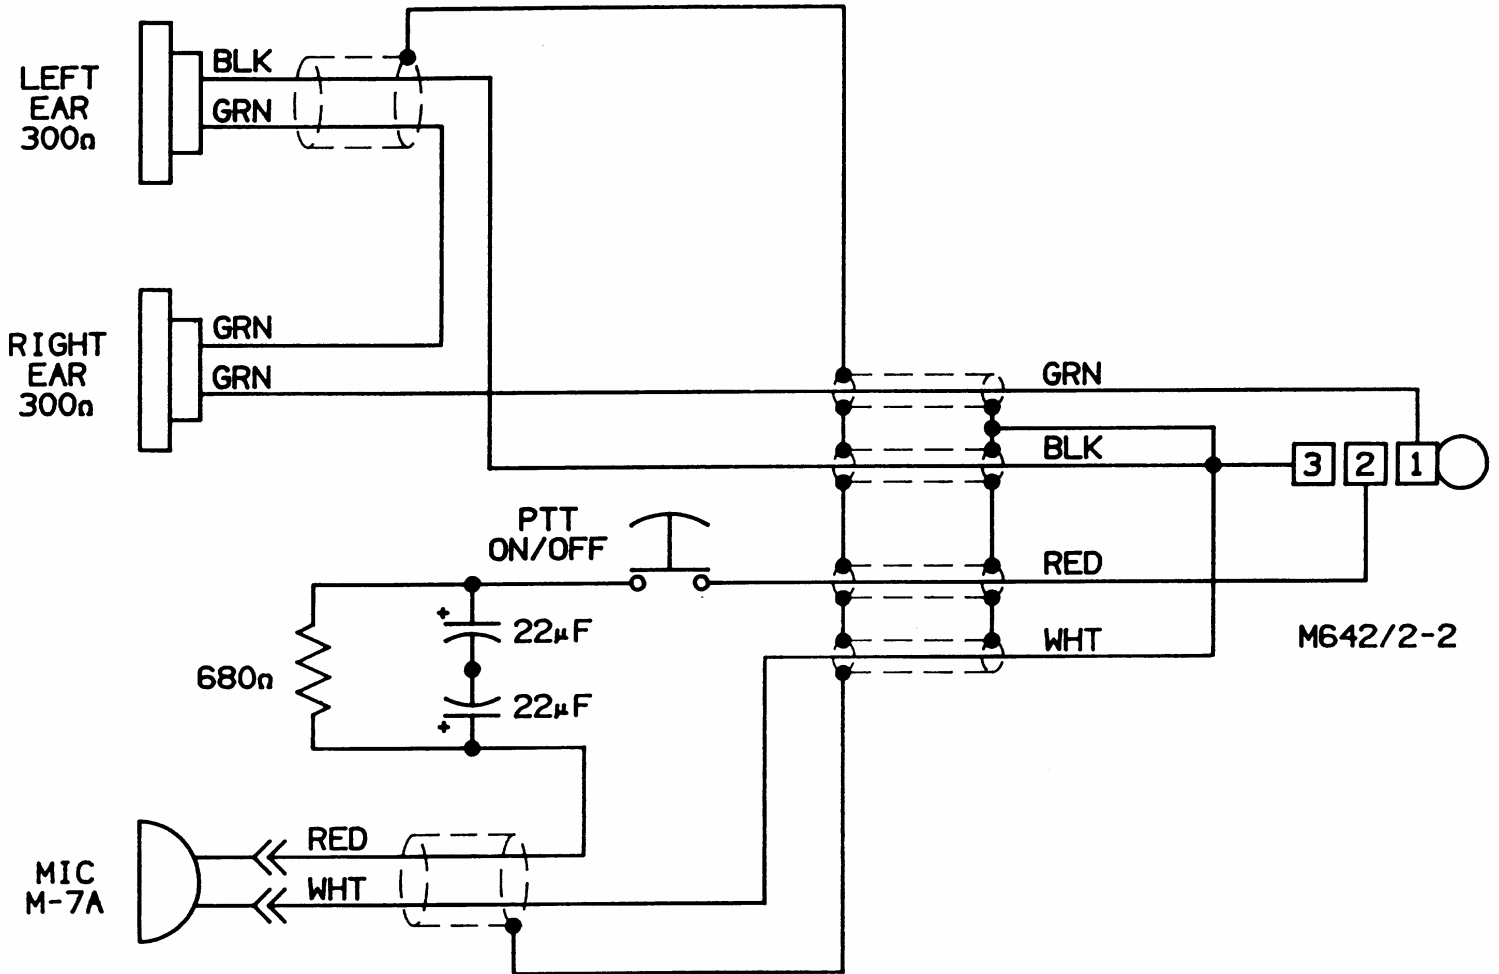 LEFT
EAR
300Ω
BLK
GRN
RIGHT
EAR
300Ω
GRN
GRN
GRN
BLK
3 2 1
PTT
ON/OFF
RED
+
22µF
WHT
M642/2-2
680Ω
22µF
+
MIC
M-7A
RED
WHT